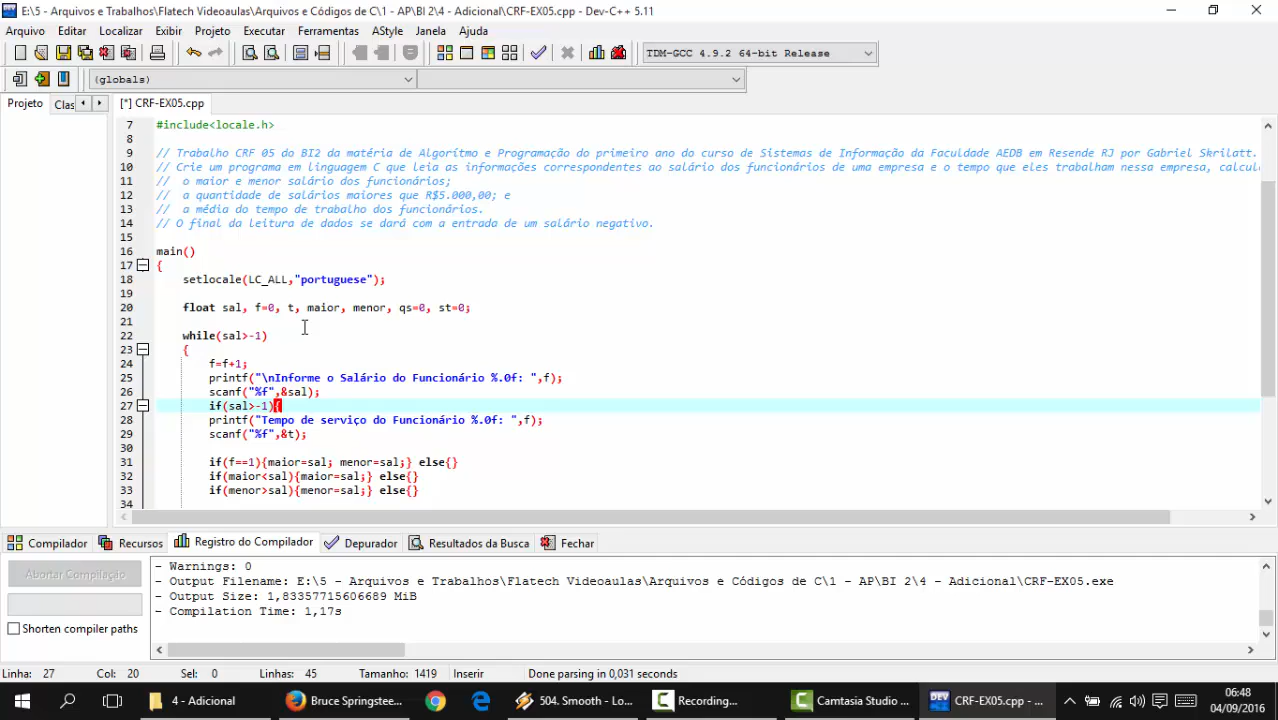 E:\5 - Arquivos e Trabalhos\Flatech Videoaulas\Arquivos e Códigos de C\1 - AP\BI 2\4 - Adicional\CRF-EX05.cpp - Dev-C++ 5.11
Arquivo Editar Localizar Exibir Projeto Executar Ferramentas AStyle Janela Ajuda
TDM-GCC 4.9.2 64-bit Release
(globals)
Projeto Clas [*] CRF-EX05.cpp
7 #include<locale.h>
8
9 // Trabalho CRF 05 do BI2 da matéria de Algorítmo e Programação do primeiro ano do curso de Sistemas de Informação da Faculdade AEDB em Resende RJ por Gabriel Skrilatt.
10 // Crie um programa em linguagem C que leia as informações correspondentes ao salário dos funcionários de uma empresa e o tempo que eles trabalham nessa empresa, calcul
11 // o maior e menor salário dos funcionários;
12 // a quantidade de salários maiores que R$5.000,00; e
13 // a média do tempo de trabalho dos funcionários.
14 // O final da leitura de dados se dará com a entrada de um salário negativo.
15
16 main()
17 {
18 setlocale(LC_ALL,"portuguese");
19
20 float sal, f=0, t, maior, menor, qs=0, st=0;
21
22 while(sal>-1)
23 {
24 f=f+1;
25 printf("\nInforme o Salário do Funcionário %.0f: ",f);
26 scanf("%f",&sal);
27 if(sal>-1){
28 printf("Tempo de serviço do Funcionário %.0f: ",f);
29 scanf("%f",&t);
30
31 if(f==1){maior=sal; menor=sal;} else{}
32 if(maior<sal){maior=sal;} else{}
33 if(menor>sal){menor=sal;} else{}
34
Compilador Recursos Registro do Compilador Depurador Resultados da Busca Fechar
Abortar Compilação
Shorten compiler paths
- Warnings: 0
- Output Filename: E:\5 - Arquivos e Trabalhos\Flatech Videoaulas\Arquivos e Códigos de C\1 - AP\BI 2\4 - Adicional\CRF-EX05.exe
- Output Size: 1,83357715606689 MiB
- Compilation Time: 1,17s
Linha: 27 Col: 20 Sel: 0 Linhas: 45 Tamanho: 1419 Inserir Done parsing in 0,031 seconds
4 - Adicional Bruce Springstee... 504. Smooth - Lo... Recording... Camtasia Studio ... DEV CRF-EX05.cpp - ... 06:48
04/09/2016